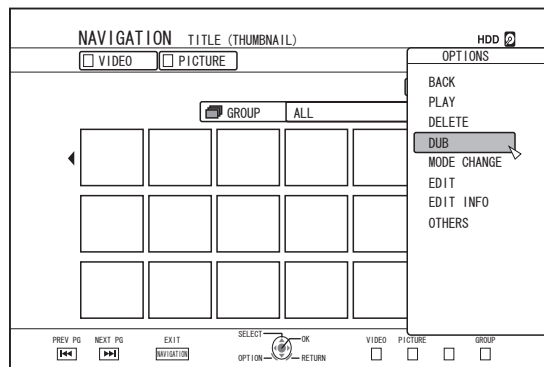 NAVIGATION TITLE (THUMBNAIL) HDD
VIDEO PICTURE
GROUP ALL
OPTIONS
BACK
PLAY
DELETE
DUB
MODE CHANGE
EDIT
EDIT INFO
OTHERS
PREV PG NEXT PG EXIT SELECT OK VIDEO PICTURE GROUP
NAVIGATION OPTION RETURN